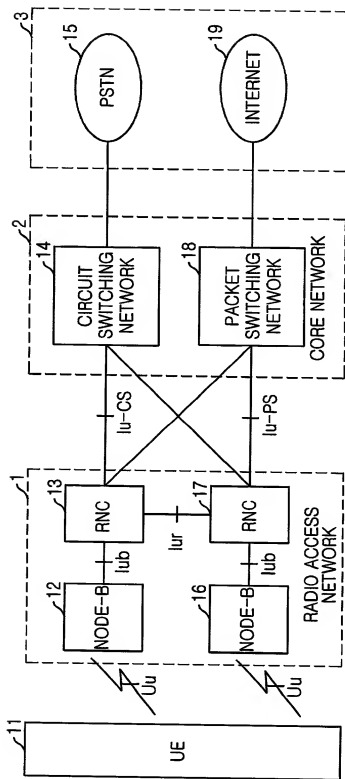 11
UE
Uu
Uu
1
12
NODE-B
Iub
13
RNC
Iur
16
NODE-B
Iub
17
RNC
RADIO ACCESS
NETWORK
Iu-CS
Iu-PS
2
14
CIRCUIT
SWITCHING
NETWORK
18
PACKET
SWITCHING
NETWORK
CORE NETWORK
3
15
PSTN
19
INTERNET